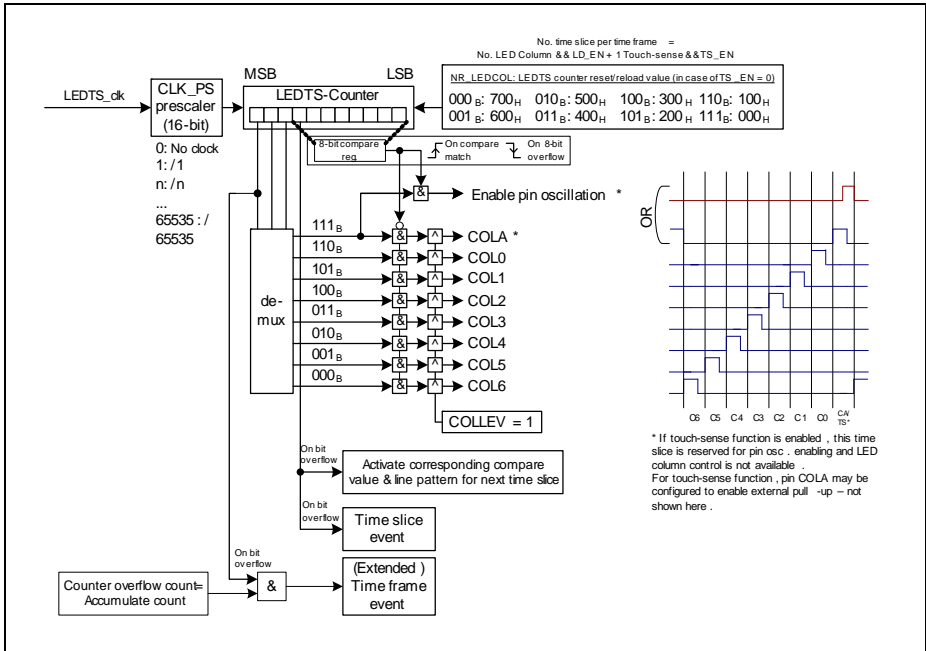 No. time slice per time frame =
No. LED Column && LD_EN + 1 Touch-sense &&TS_EN
MSB
LSB
LEDTS_clk
CLK_PS
prescaler
(16-bit)
LEDTS-Counter
NR_LEDCOL: LEDTS counter reset/reload value (in case of TS_EN = 0)
000B: 700H 010B: 500H 100B: 300H 110B: 100H
001B: 600H 011B: 400H 101B: 200H 111B: 000H
0: No clock
1: /1
n: /n
...
65535 : /
65535
8-bit compare
reg.
On compare
match
On 8-bit
overflow
&
Enable pin oscillation *
de-
mux
111B
&
^
COLA *
110B
&
^
COL0
101B
&
^
COL1
100B
&
^
COL2
011B
&
^
COL3
010B
&
^
COL4
001B
&
^
COL5
000B
&
^
COL6
COLLEV = 1
OR
C6 C5 C4 C3 C2 C1 C0 CA/
TS*
* If touch-sense function is enabled , this time
slice is reserved for pin osc . enabling and LED
column control is not available .
For touch-sense function , pin COLA may be
configured to enable external pull -up – not
shown here .
On bit
overflow
Activate corresponding compare
value & line pattern for next time slice
On bit
overflow
Time slice
event
On bit
overflow
Counter overflow count=
Accumulate count
&
(Extended )
Time frame
event